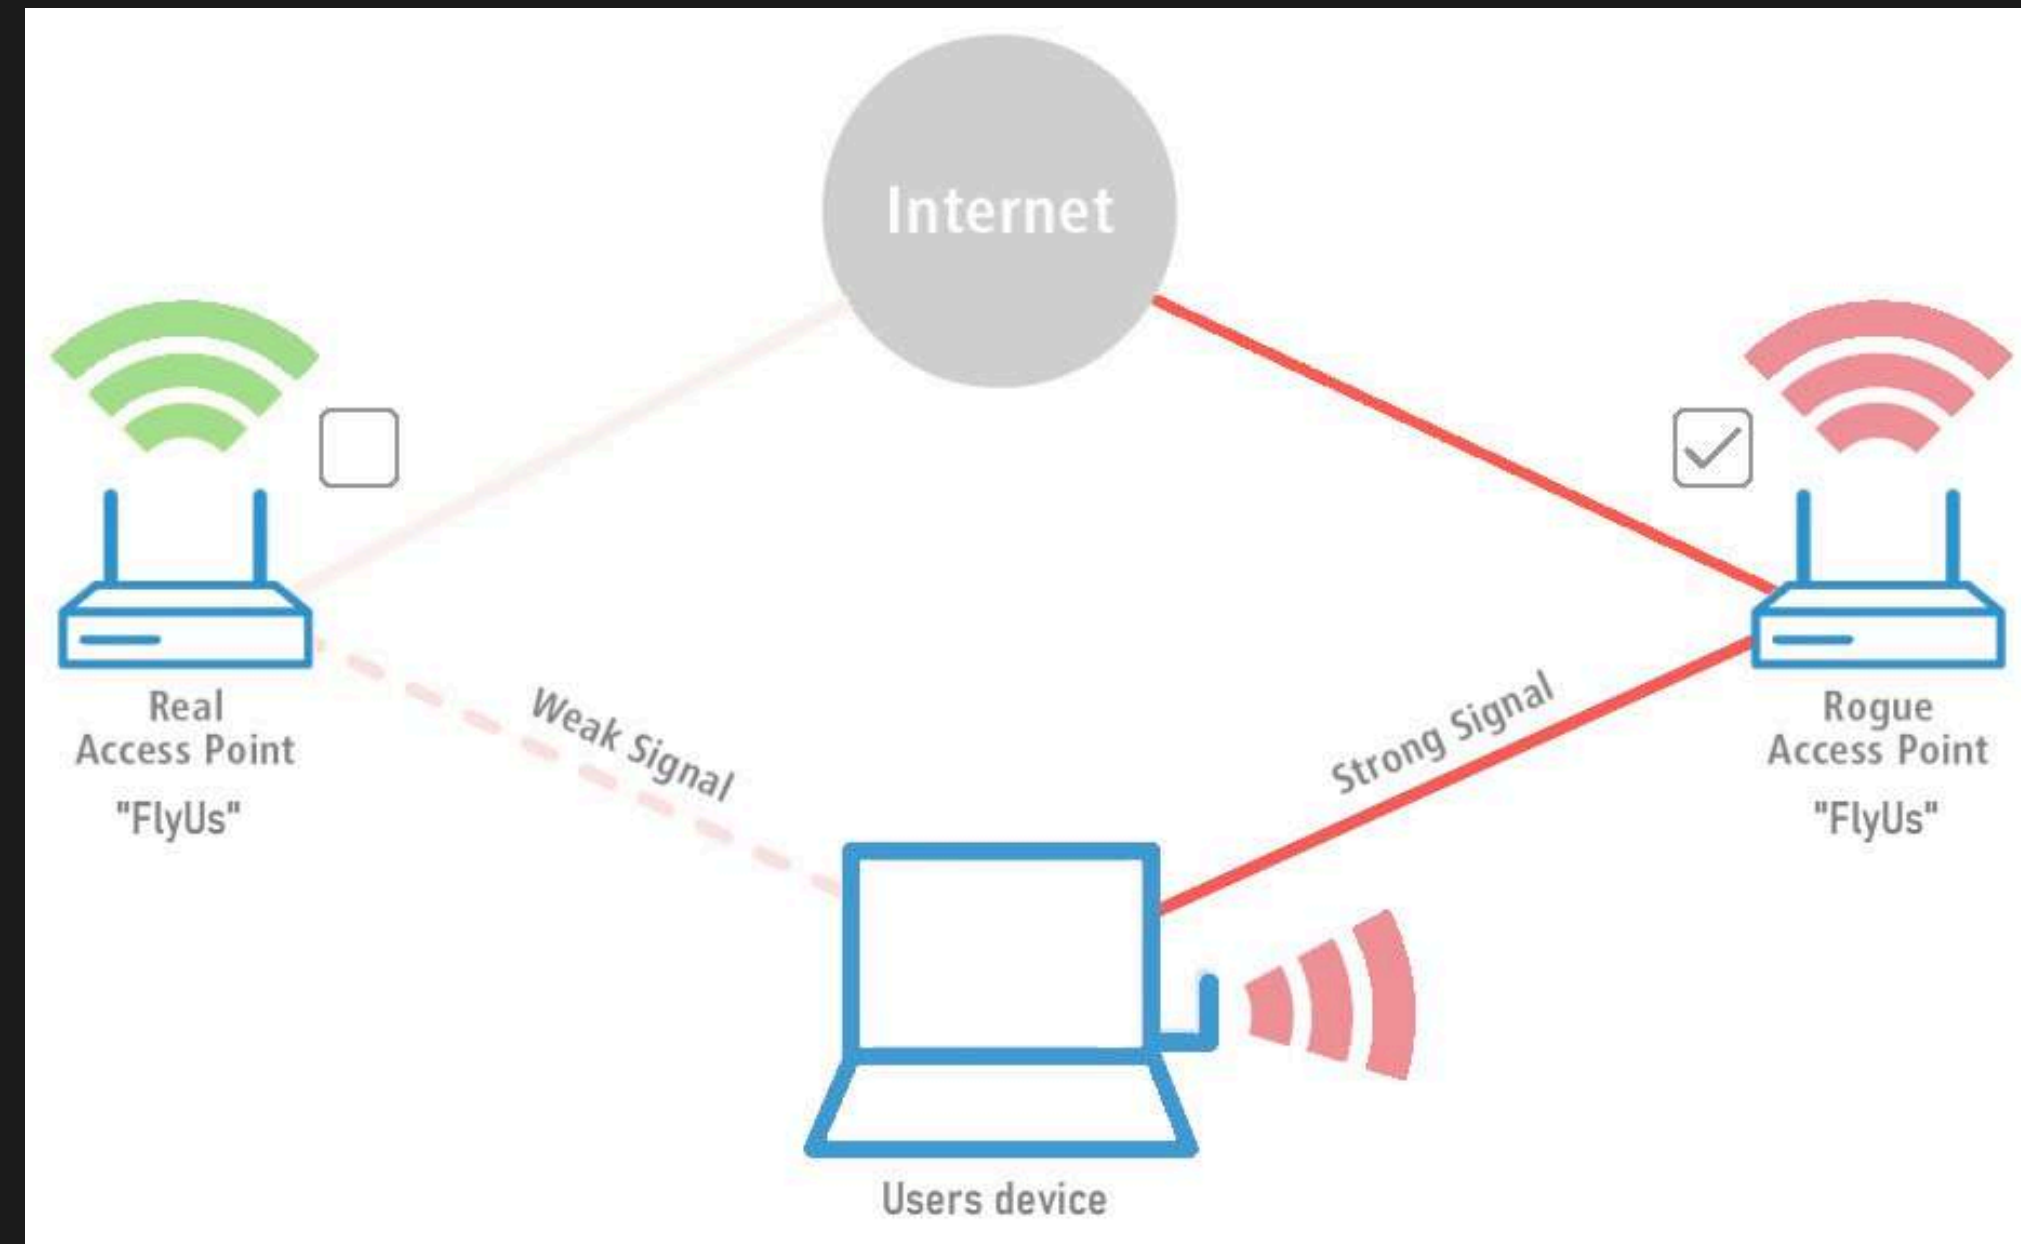 Internet
Weak Signal
Strong Signal
Real
Access Point
"FlyUs"
Rogue
Access Point
"FlyUs"
Users device